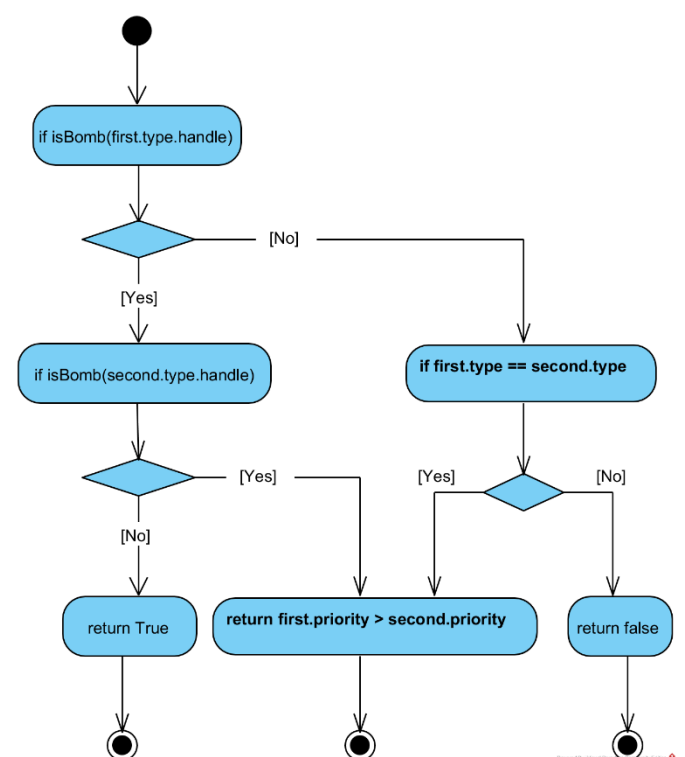 if isBomb(first.type.handle)
[No]
[Yes]
if isBomb(second.type.handle)
if first.type == second.type
[Yes]
[Yes]
[No]
[No]
return True
return first.priority > second.priority
return false